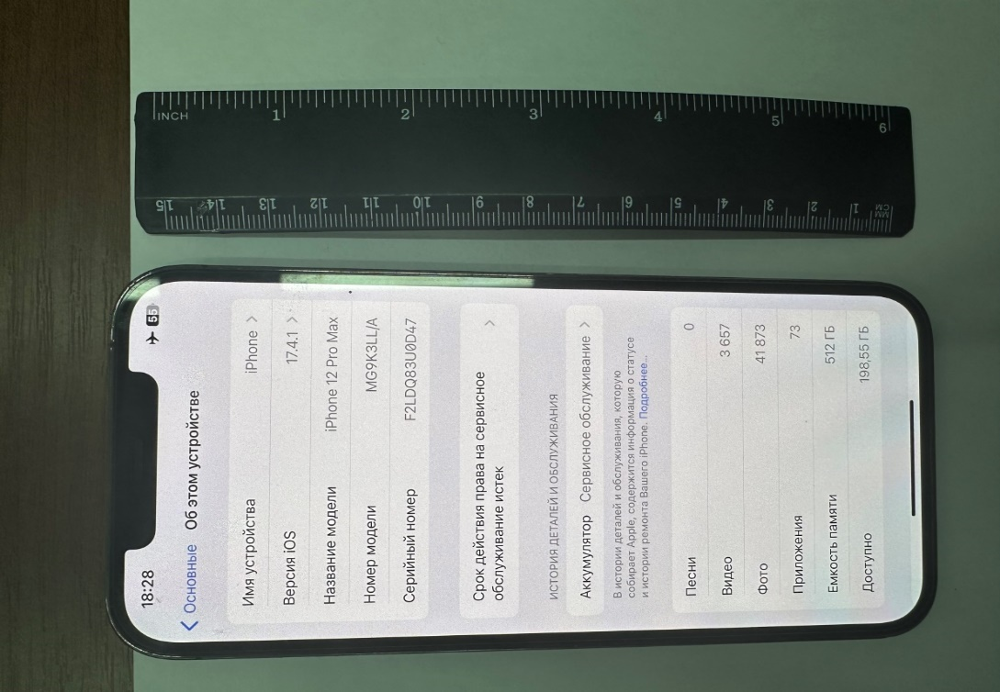 18:28
55
Основные
Об этом устройстве
Имя устройства iPhone
Версия iOS 17.4.1
Название модели iPhone 12 Pro Max
Номер модели MG9K3LL/A
Серийный номер F2LDQ83U0D47
Срок действия права на сервисное
обслуживание истек
ИСТОРИЯ ДЕТАЛЕЙ И ОБСЛУЖИВАНИЯ
Аккумулятор Сервисное обслуживание
В истории деталей и обслуживания, которую
собирает Apple, содержится информация о статусе
и истории ремонта Вашего iPhone. Подробнее...
Песни 0
Видео 3 657
Фото 41 873
Приложения 73
Емкость памяти 512 ГБ
Доступно 198,55 ГБ
INCH 1 2 3 4 5 6
MM
CM 1 2 3 4 5 6 7 8 9 10 11 12 13 14 15